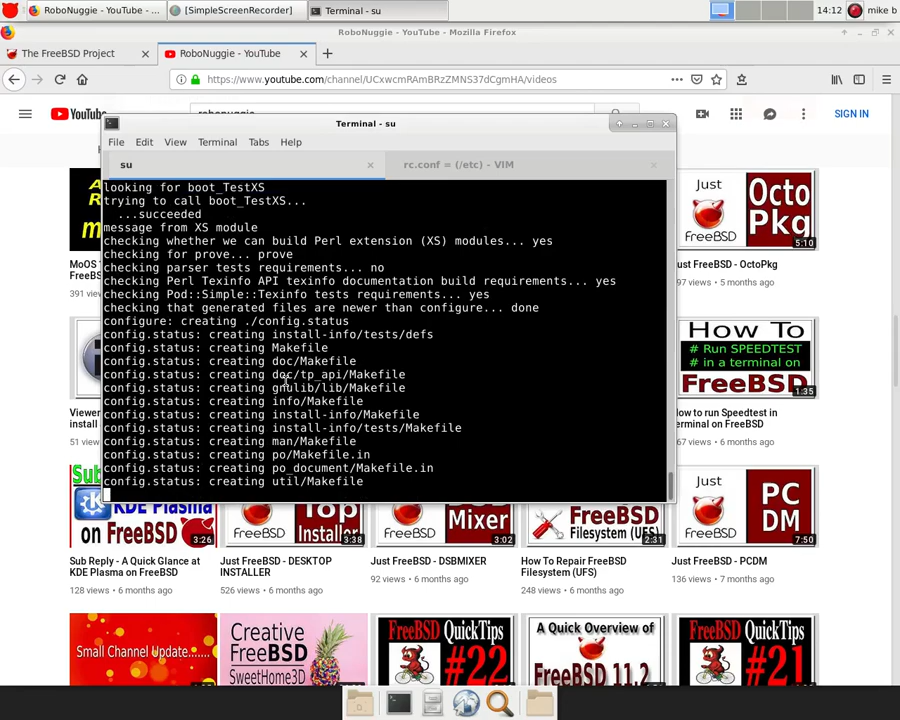 RoboNuggie - YouTube - ...
[SimpleScreenRecorder]
Terminal - su
14:12
mike b
RoboNuggie - YouTube - Mozilla Firefox
The FreeBSD Project
RoboNuggie - YouTube
https://www.youtube.com/channel/UCxwcmRAmBRzZMNS37dCgmHA/videos
SIGN IN
Terminal - su
File Edit View Terminal Tabs Help
su
rc.conf = (/etc) - VIM
looking for boot_TestXS
trying to call boot_TestXS...
...succeeded
message from XS module
checking whether we can build Perl extension (XS) modules... yes
checking for prove... prove
checking parser tests requirements... no
checking Perl Texinfo API texinfo documentation build requirements... yes
checking Pod::Simple::Texinfo tests requirements... yes
checking that generated files are newer than configure... done
configure: creating ./config.status
config.status: creating install-info/tests/defs
config.status: creating Makefile
config.status: creating doc/Makefile
config.status: creating doc/tp_api/Makefile
config.status: creating gnulib/lib/Makefile
config.status: creating info/Makefile
config.status: creating install-info/Makefile
config.status: creating install-info/tests/Makefile
config.status: creating man/Makefile
config.status: creating po/Makefile.in
config.status: creating po_document/Makefile.in
config.status: creating util/Makefile
Just
FreeBSD
Octo
Pkg
5:10
Just FreeBSD - OctoPkg
391 views
How To
# Run SPEEDTEST
# in a terminal on
FreeBSD
1:35
How to run Speedtest in
terminal on FreeBSD
Viewer
install
51 views
67 views • 6 months ago
KDE Plasma
on FreeBSD
3:26
Top
Installer
3:38
DSB
Mixer
3:02
How To Repair FreeBSD
Filesystem (UFS)
2:31
Just
FreeBSD
PC
DM
7:50
Sub Reply - A Quick Glance at
KDE Plasma on FreeBSD
128 views • 6 months ago
Just FreeBSD - DESKTOP
INSTALLER
526 views • 6 months ago
Just FreeBSD - DSBMIXER
92 views • 6 months ago
How To Repair FreeBSD
Filesystem (UFS)
248 views • 6 months ago
Just FreeBSD - PCDM
136 views • 7 months ago
Small Channel Update.......
Creative
FreeBSD
SweetHome3D
FreeBSD QuickTips
#22
A Quick Overview of
FreeBSD 11.2
FreeBSD QuickTips
#21